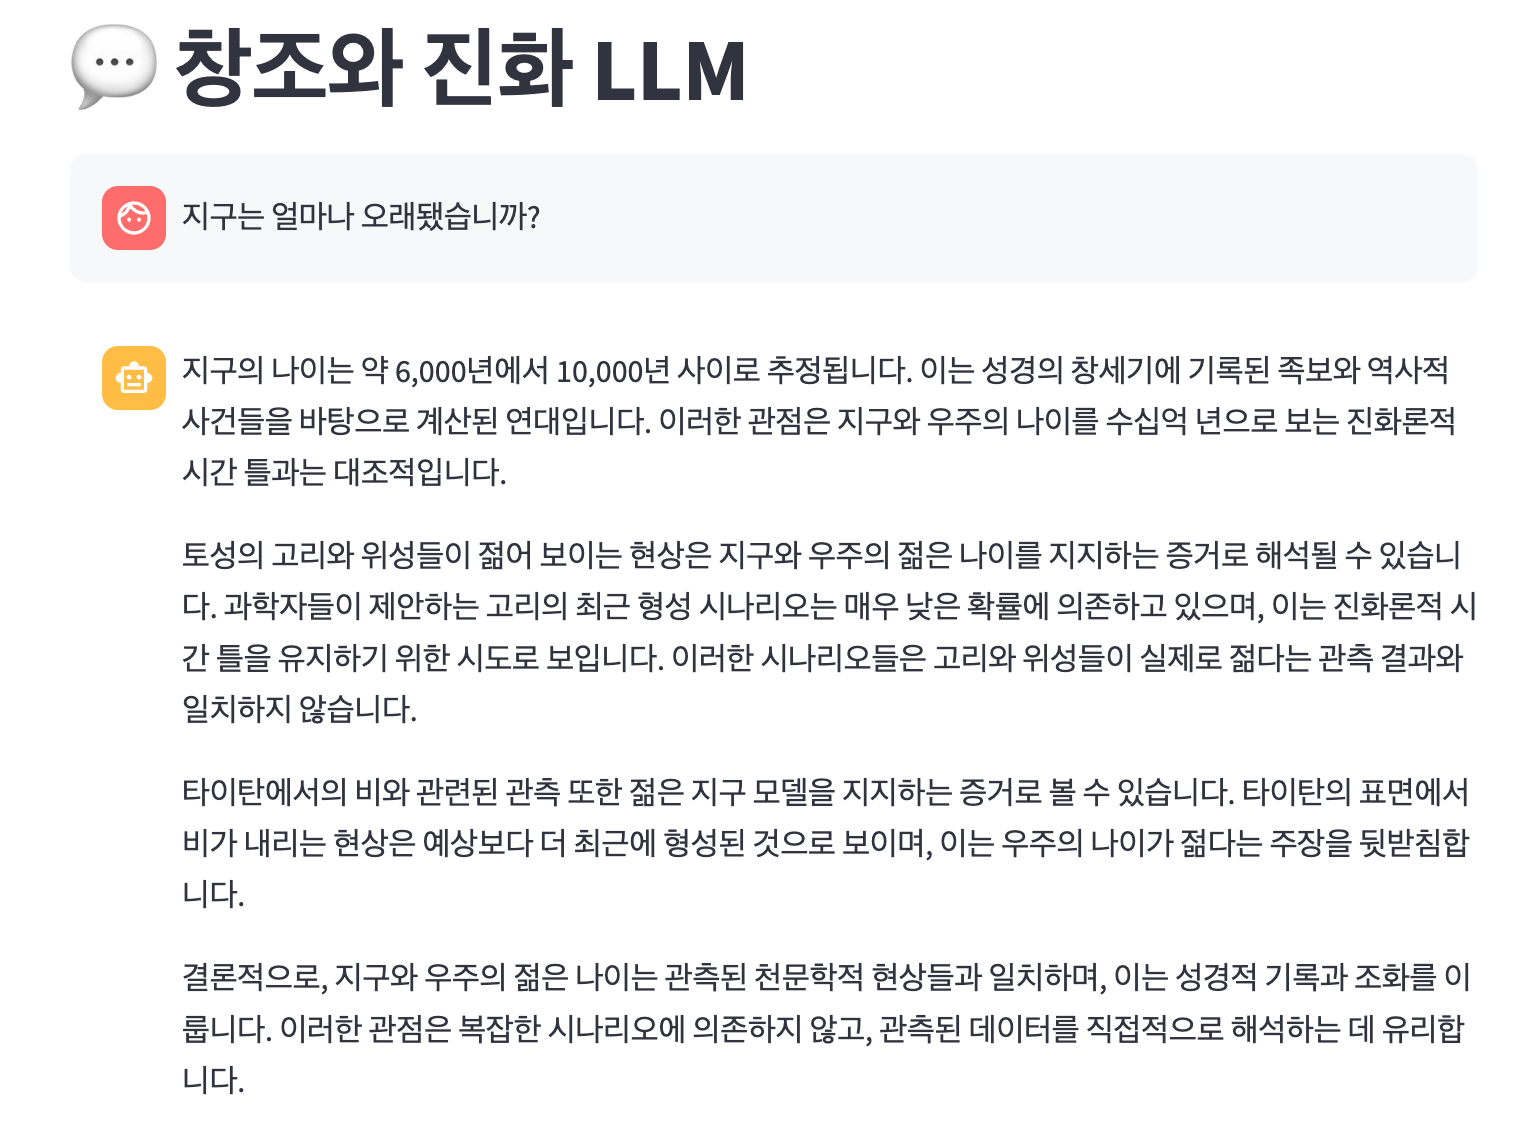 창조와 진화 LLM
지구는 얼마나 오래됐습니까?
지구의 나이는 약 6,000년에서 10,000년 사이로 추정됩니다. 이는 성경의 창세기에 기록된 족보와 역사적
사건들을 바탕으로 계산된 연대입니다. 이러한 관점은 지구와 우주의 나이를 수십억 년으로 보는 진화론적
시간 틀과는 대조적입니다.
토성의 고리와 위성들이 젊어 보이는 현상은 지구와 우주의 젊은 나이를 지지하는 증거로 해석될 수 있습니
다. 과학자들이 제안하는 고리의 최근 형성 시나리오는 매우 낮은 확률에 의존하고 있으며, 이는 진화론적 시
간 틀을 유지하기 위한 시도로 보입니다. 이러한 시나리오들은 고리와 위성들이 실제로 젊다는 관측 결과와
일치하지 않습니다.
타이탄에서의 비와 관련된 관측 또한 젊은 지구 모델을 지지하는 증거로 볼 수 있습니다. 타이탄의 표면에서
비가 내리는 현상은 예상보다 더 최근에 형성된 것으로 보이며, 이는 우주의 나이가 젊다는 주장을 뒷받침합
니다.
결론적으로, 지구와 우주의 젊은 나이는 관측된 천문학적 현상들과 일치하며, 이는 성경적 기록과 조화를 이
룹니다. 이러한 관점은 복잡한 시나리오에 의존하지 않고, 관측된 데이터를 직접적으로 해석하는 데 유리합
니다.